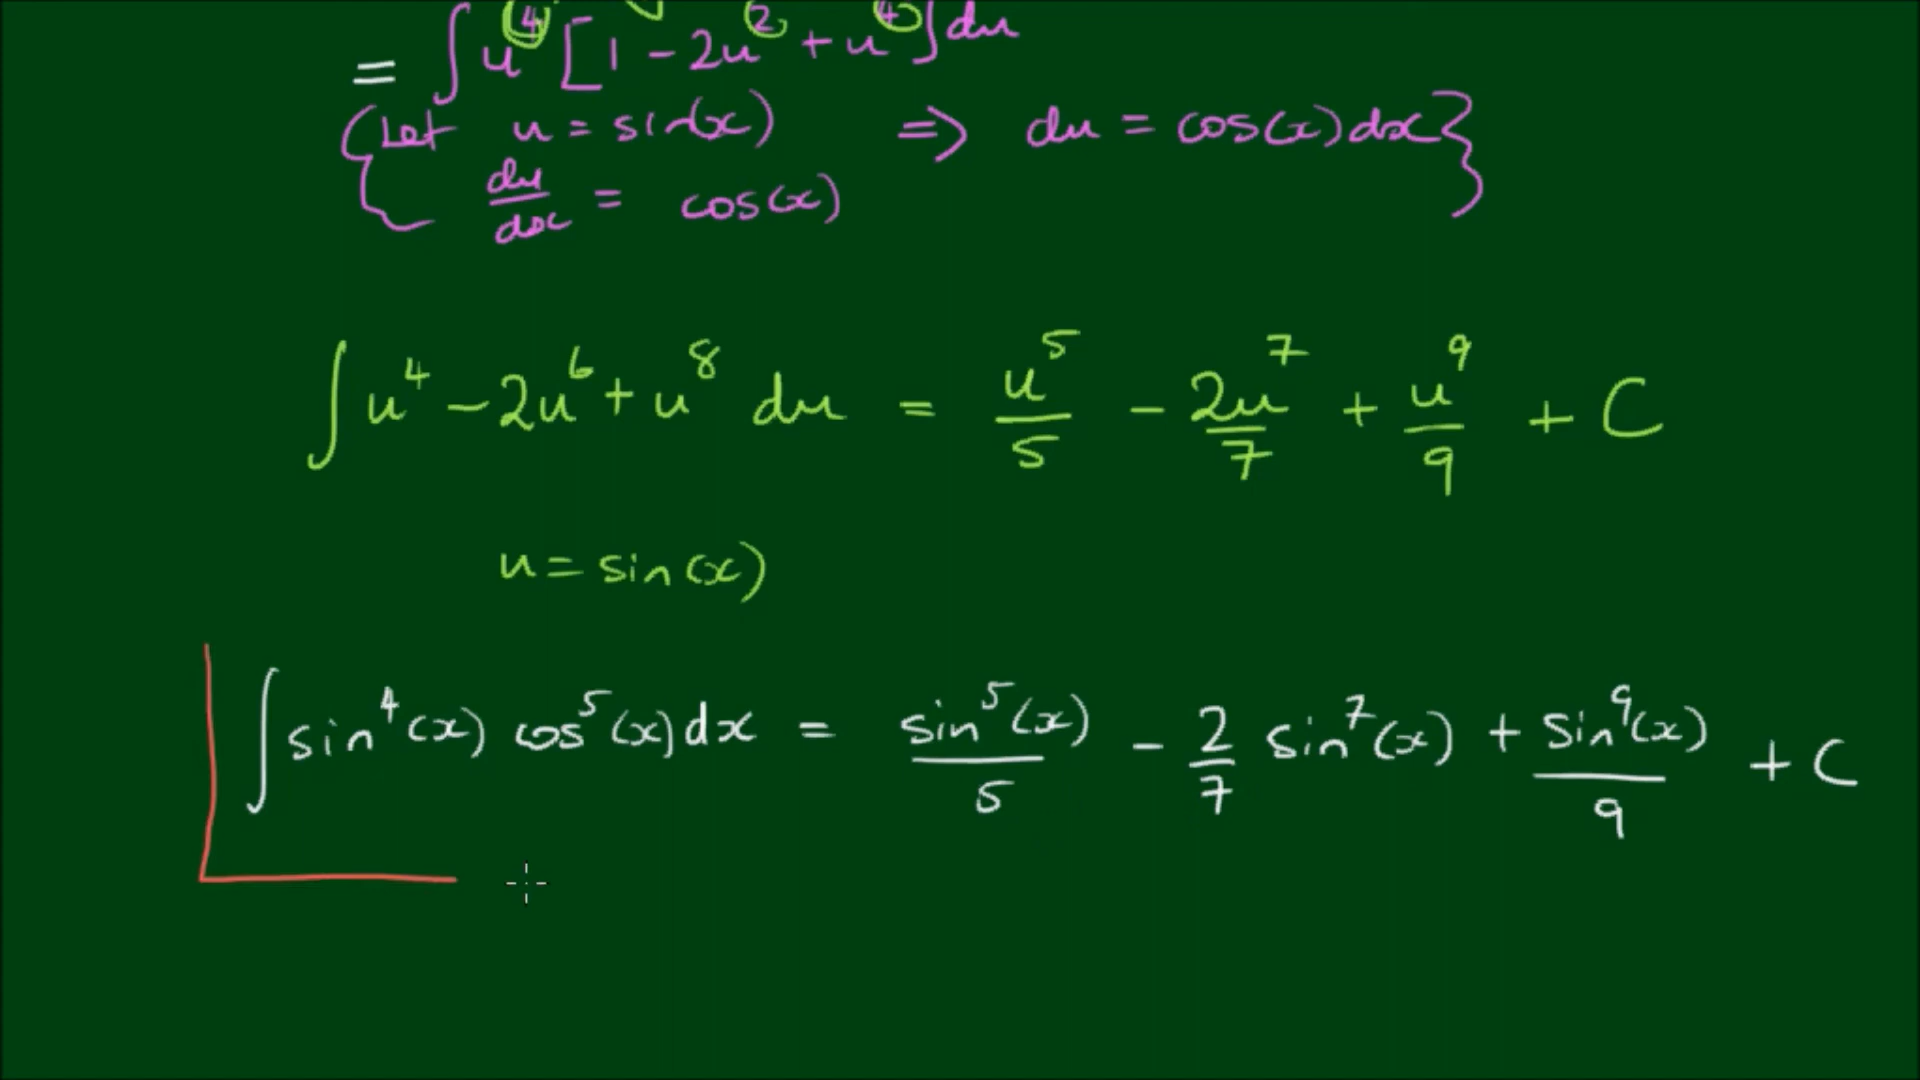 = ∫ u⁴ [1 - 2u² + u⁴] du
{Let u = sin(x) => du = cos(x) dx}
du/dx = cos(x)
∫ u⁴ - 2u⁶ + u⁸ du = u⁵/5 - 2u⁷/7 + u⁹/9 + C
u = sin(x)
∫ sin⁴(x) cos⁵(x) dx = sin⁵(x)/5 - 2/7 sin⁷(x) + sin⁹(x)/9 + C